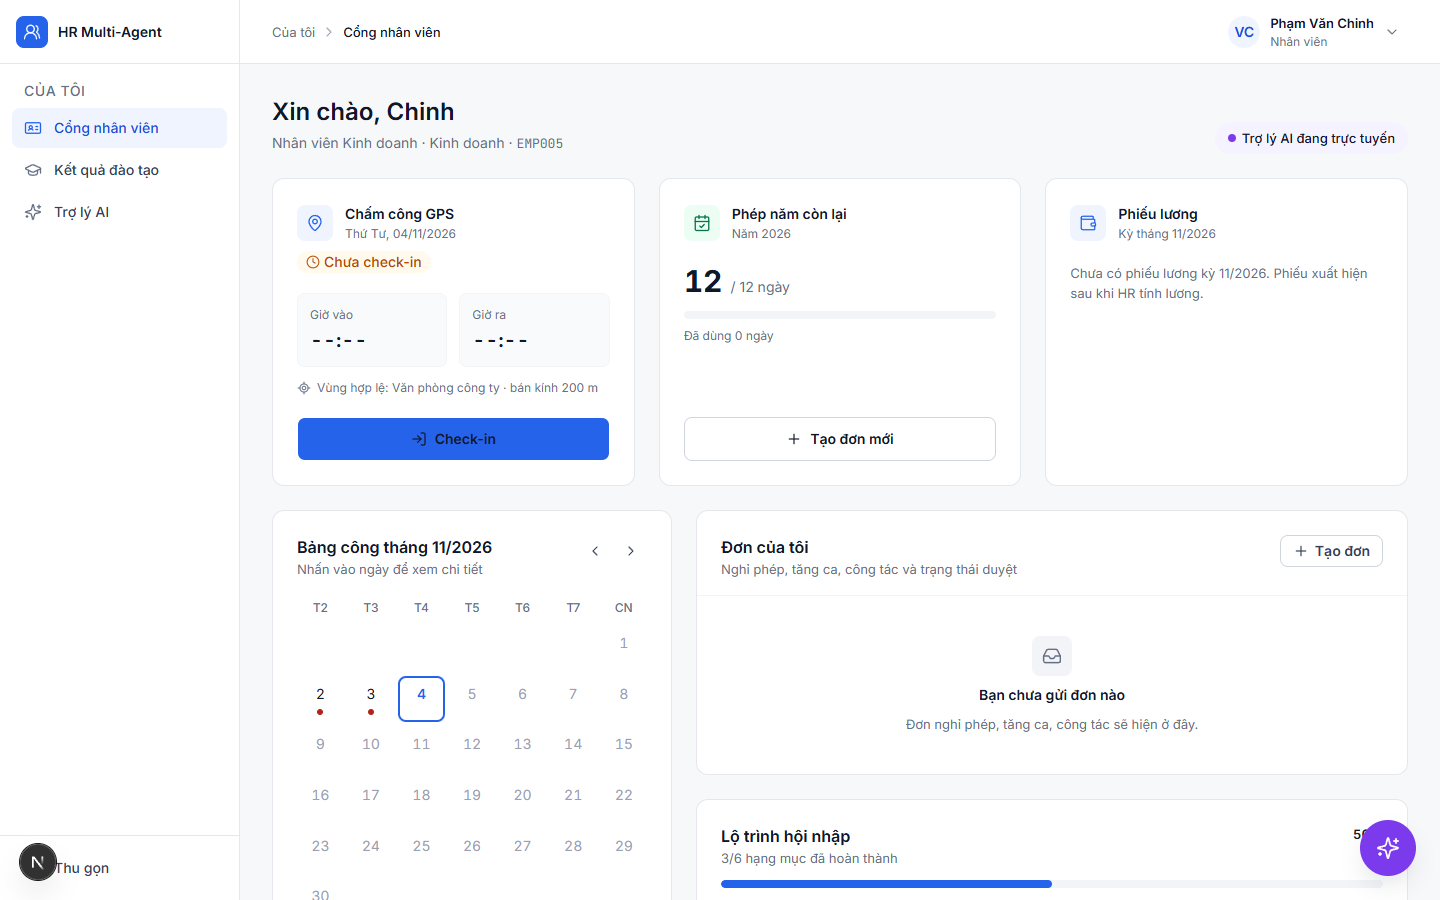 HR Multi-Agent
Của tôi
Cổng nhân viên
VC
Phạm Văn Chinh
Nhân viên
CỦA TÔI
Cổng nhân viên
Kết quả đào tạo
Trợ lý AI
Thu gọn
Xin chào, Chinh
Nhân viên Kinh doanh · Kinh doanh · EMP005
Trợ lý AI đang trực tuyến
Chấm công GPS
Thứ Tư, 04/11/2026
Chưa check-in
Giờ vào
--:--
Giờ ra
--:--
Vùng hợp lệ: Văn phòng công ty · bán kính 200 m
Check-in
Phép năm còn lại
Năm 2026
12 / 12 ngày
Đã dùng 0 ngày
Tạo đơn mới
Phiếu lương
Kỳ tháng 11/2026
Chưa có phiếu lương kỳ 11/2026. Phiếu xuất hiện
sau khi HR tính lương.
Bảng công tháng 11/2026
Nhấn vào ngày để xem chi tiết
T2 T3 T4 T5 T6 T7 CN
1
2 3 4 5 6 7 8
9 10 11 12 13 14 15
16 17 18 19 20 21 22
23 24 25 26 27 28 29
30
Đơn của tôi
Nghỉ phép, tăng ca, công tác và trạng thái duyệt
Tạo đơn
Bạn chưa gửi đơn nào
Đơn nghỉ phép, tăng ca, công tác sẽ hiện ở đây.
Lộ trình hội nhập
3/6 hạng mục đã hoàn thành